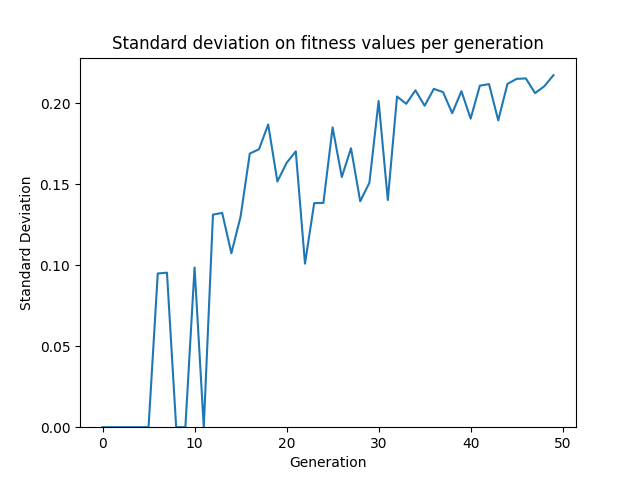 Standard deviation on fitness values per generation
Standard Deviation
0.20
0.15
0.10
0.05
0.00
0 10 20 30 40 50
Generation